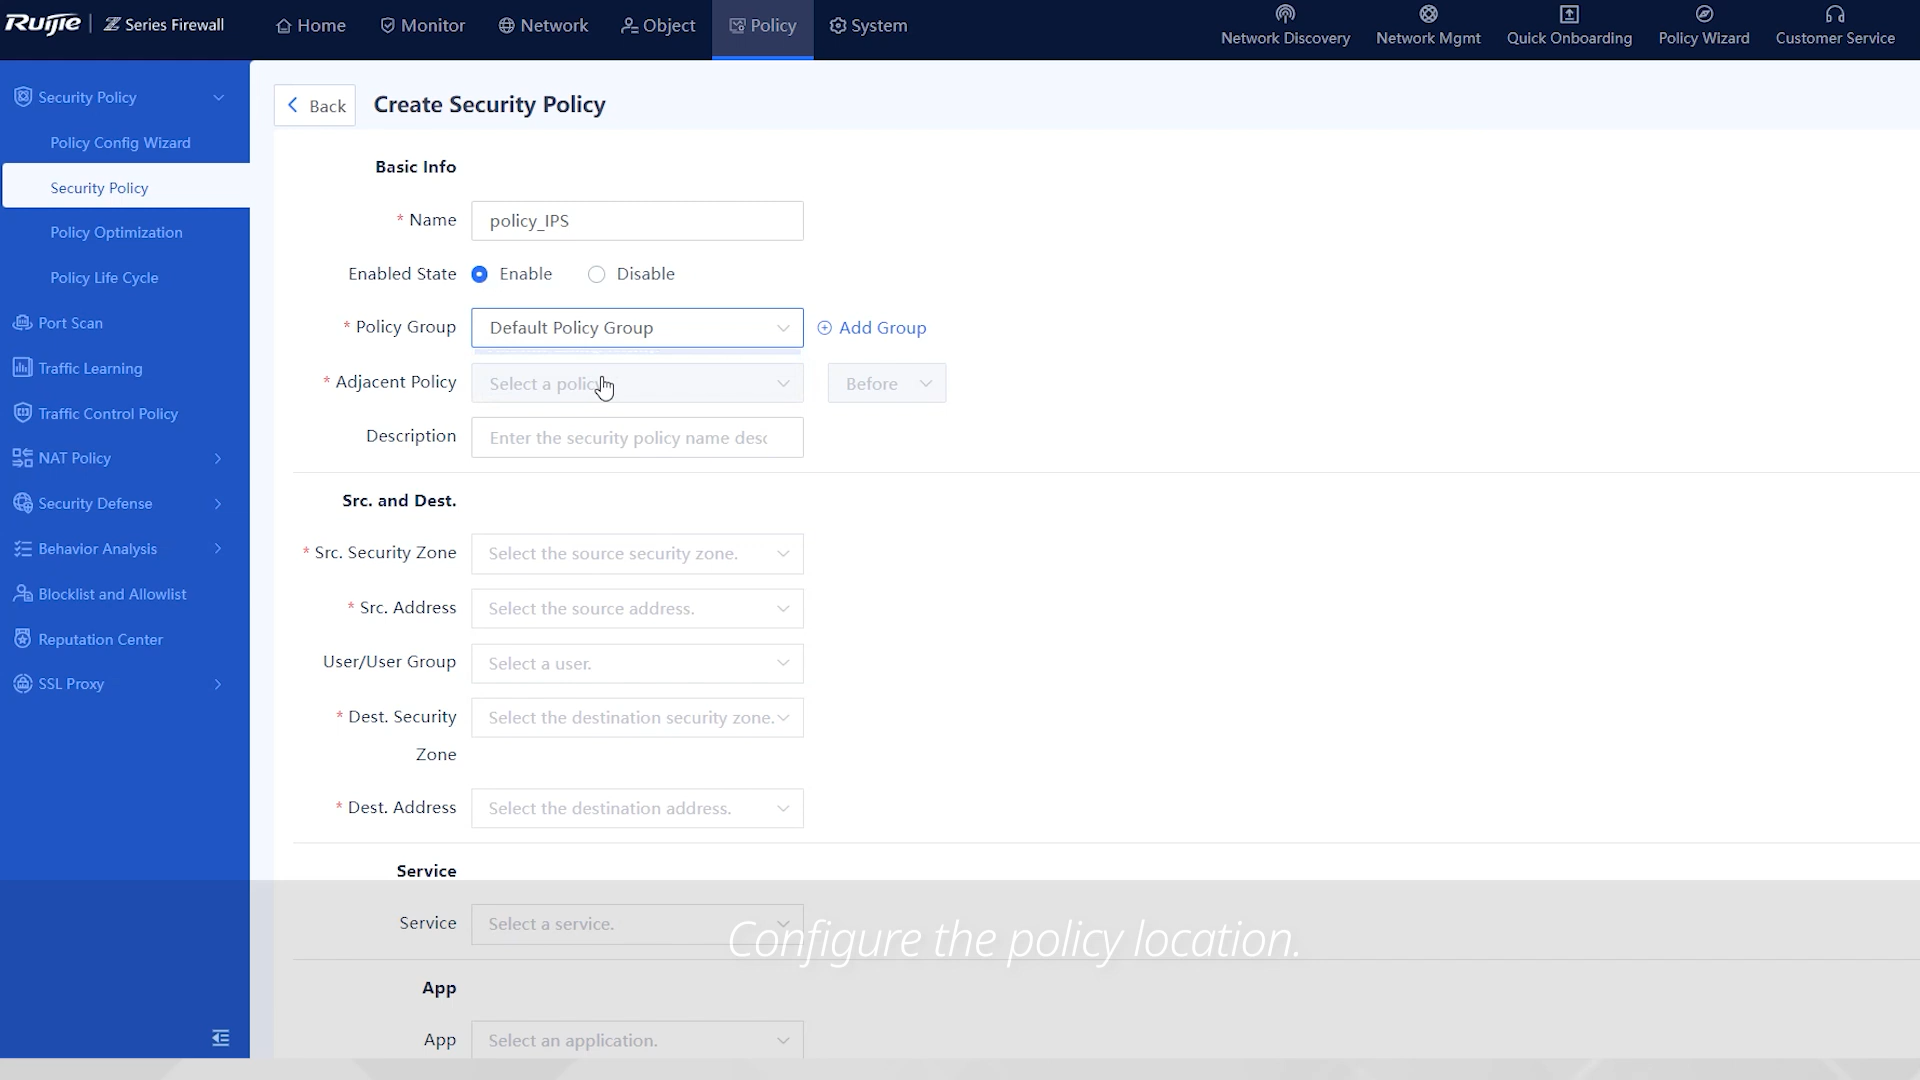 Ruijie | Z Series Firewall
Home
Monitor
Network
Object
Policy
System
Network Discovery
Network Mgmt
Quick Onboarding
Policy Wizard
Customer Service
Security Policy
Policy Config Wizard
Security Policy
Policy Optimization
Policy Life Cycle
Port Scan
Traffic Learning
Traffic Control Policy
NAT Policy
Security Defense
Behavior Analysis
Blocklist and Allowlist
Reputation Center
SSL Proxy
Back
Create Security Policy
Basic Info
* Name policy_IPS
Enabled State Enable Disable
* Policy Group Default Policy Group Add Group
* Adjacent Policy Select a policy Before
Description Enter the security policy name desc
Src. and Dest.
* Src. Security Zone Select the source security zone.
* Src. Address Select the source address.
User/User Group Select a user.
* Dest. Security Select the destination security zone.
Zone
* Dest. Address Select the destination address.
Service
Service Select a service.
Configure the policy location.
App
App Select an application.